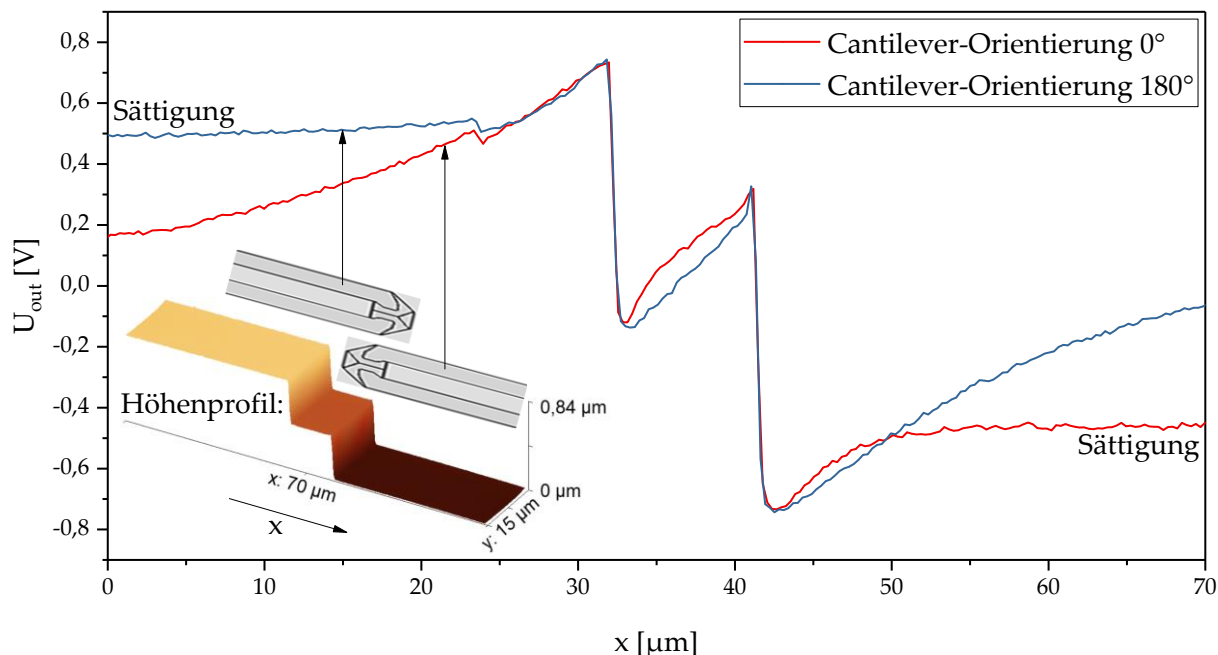 0,8
0,6
0,4
0,2
0,0
-0,2
-0,4
-0,6
-0,8
U_out [V]
Cantilever-Orientierung 0°
Cantilever-Orientierung 180°
Sättigung
Höhenprofil:
0,84 µm
0 µm
x: 70 µm
y: 15 µm
x
Sättigung
0 10 20 30 40 50 60 70
x [µm]